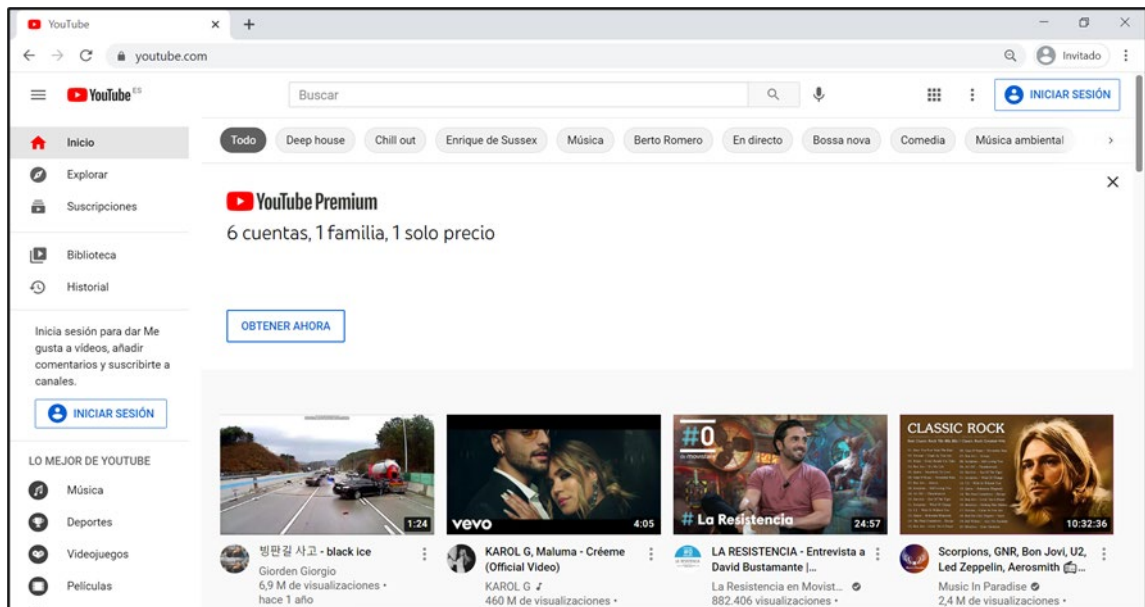 YouTube
youtube.com
Invitado
YouTube ES
Buscar
INICIAR SESIÓN
Inicio
Explorar
Suscripciones
Biblioteca
Historial
Inicia sesión para dar Me
gusta a vídeos, añadir
comentarios y suscribirte a
canales.
INICIAR SESIÓN
LO MEJOR DE YOUTUBE
Música
Deportes
Videojuegos
Películas
Todo
Deep house
Chill out
Enrique de Sussex
Música
Berto Romero
En directo
Bossa nova
Comedia
Música ambiental
YouTube Premium
6 cuentas, 1 familia, 1 solo precio
OBTENER AHORA
1:24
빙판길 사고 - black ice
Giorden Giorgio
6,9 M de visualizaciones •
hace 1 año
vevo
4:05
KAROL G, Maluma - Créeme
(Official Video)
KAROL G
460 M de visualizaciones •
#0
# La Resistencia
24:57
LA RESISTENCIA - Entrevista a
David Bustamante |...
La Resistencia en Movist...
882.406 visualizaciones •
CLASSIC ROCK
10:32:36
Scorpions, GNR, Bon Jovi, U2,
Led Zeppelin, Aerosmith
Music In Paradise
2,4 M de visualizaciones •